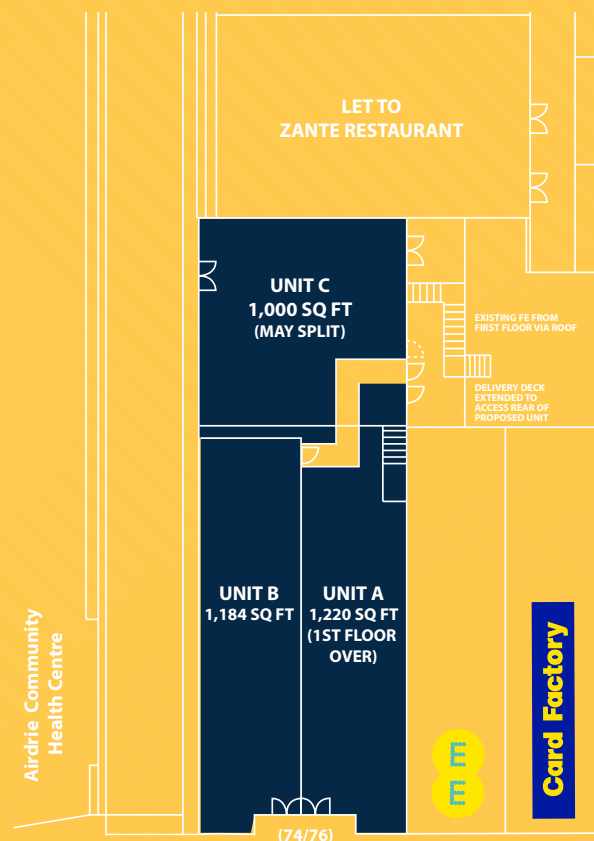 LET TO
ZANTE RESTAURANT
UNIT C
1,000 SQ FT
(MAY SPLIT)
EXISTING FE FROM
FIRST FLOOR VIA ROOF
DELIVERY DECK
EXTENDED TO
ACCESS REAR OF
PROPOSED UNIT
UNIT B
1,184 SQ FT
UNIT A
1,220 SQ FT
(1ST FLOOR
OVER)
Airdrie Community
Health Centre
EE
Card Factory
(74/76)